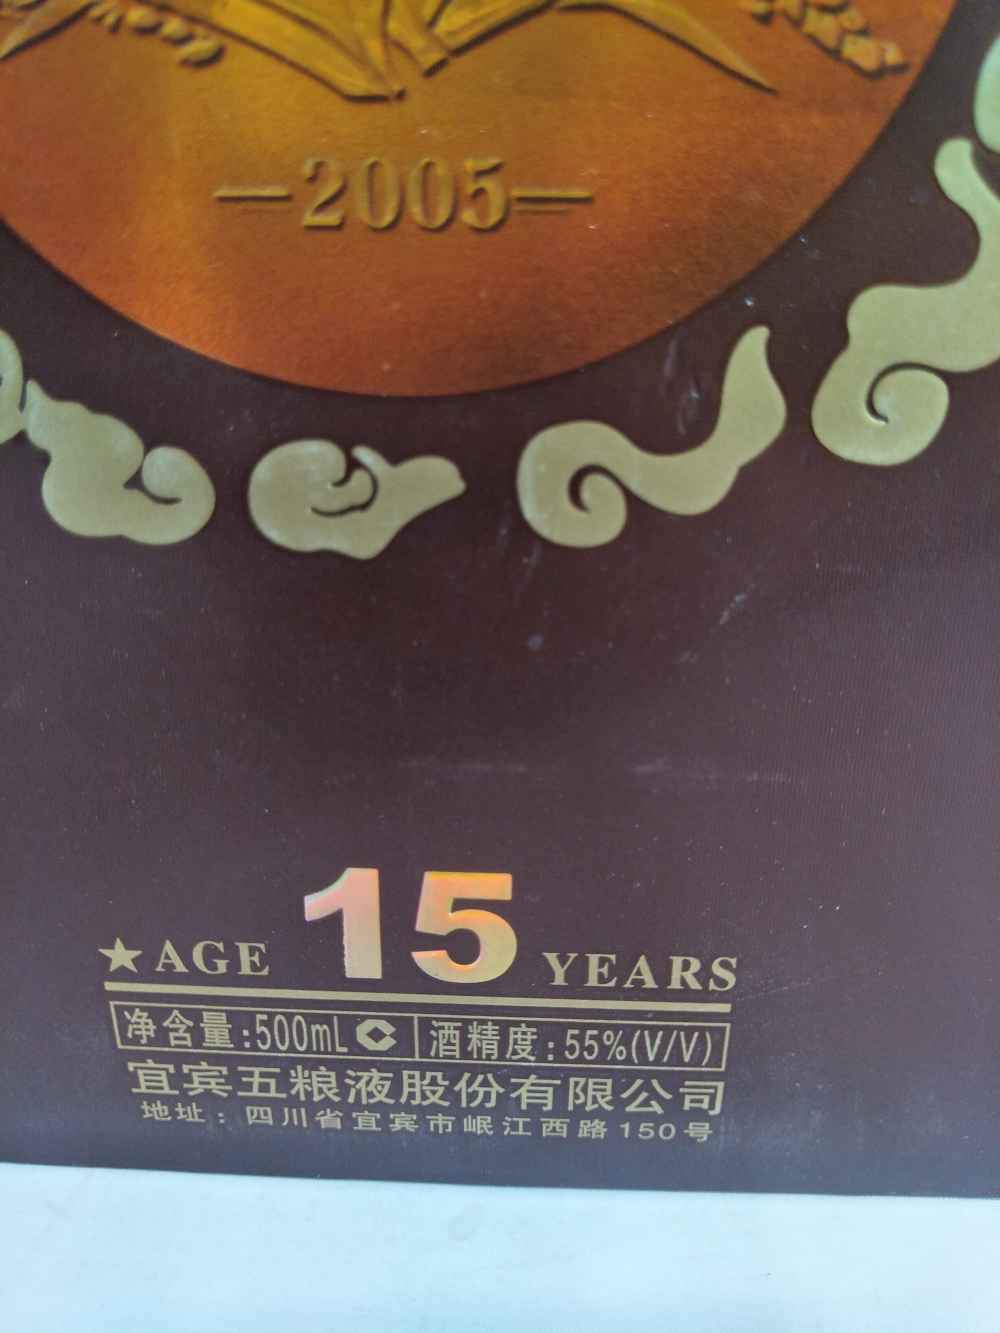 —2005—
★AGE 15 YEARS
净含量:500mL 酒精度:55%(V/V)
宜宾五粮液股份有限公司
地址:四川省宜宾市岷江西路150号